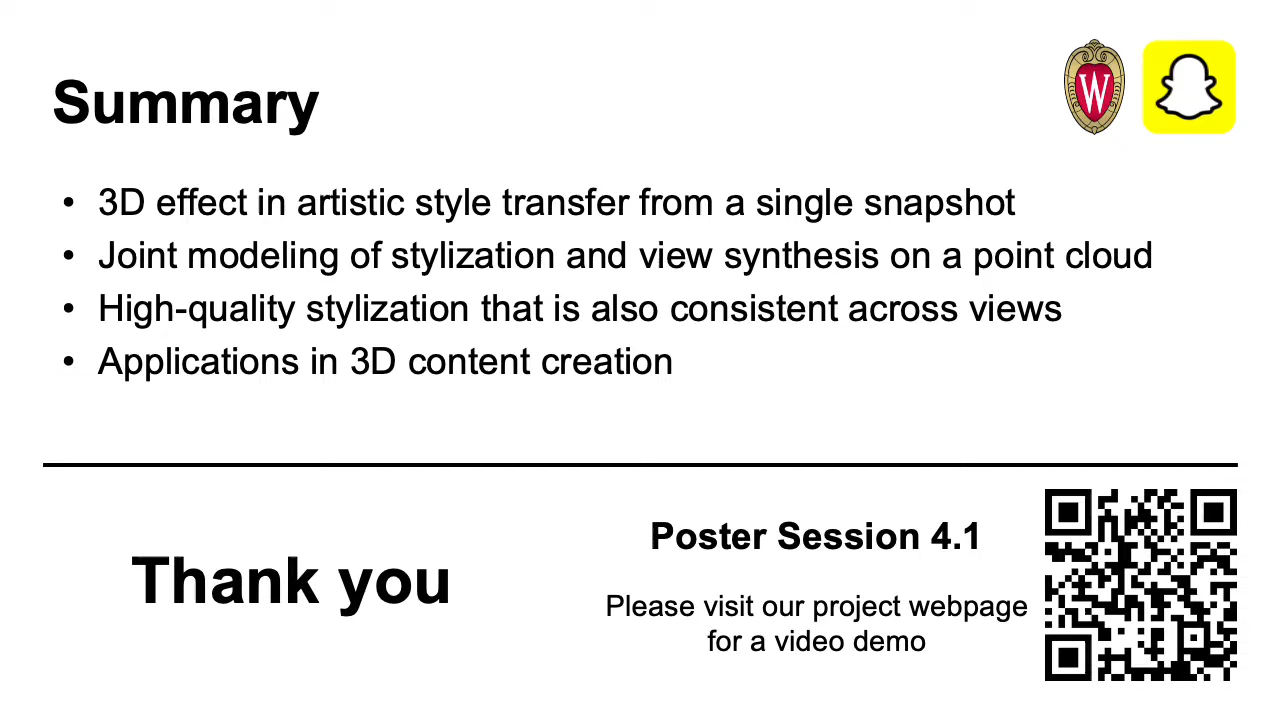 Summary
W
• 3D effect in artistic style transfer from a single snapshot
• Joint modeling of stylization and view synthesis on a point cloud
• High-quality stylization that is also consistent across views
• Applications in 3D content creation
Thank you
Poster Session 4.1
Please visit our project webpage
for a video demo